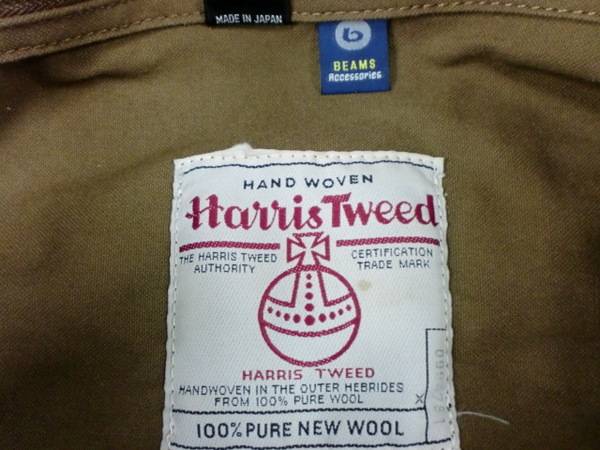 MADE IN JAPAN
b
BEAMS
Accessories
HAND WOVEN
Harris Tweed
THE HARRIS TWEED
AUTHORITY
CERTIFICATION
TRADE MARK
HARRIS TWEED
HANDWOVEN IN THE OUTER HEBRIDES
FROM 100% PURE WOOL
X
100% PURE NEW WOOL